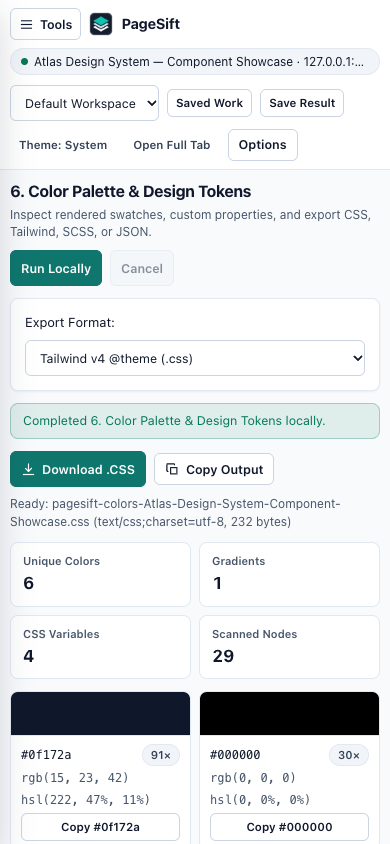 Tools
PageSift
Atlas Design System — Component Showcase · 127.0.0.1:...
Default Workspace
Saved Work
Save Result
Theme: System
Open Full Tab
Options
6. Color Palette & Design Tokens
Inspect rendered swatches, custom properties, and export CSS,
Tailwind, SCSS, or JSON.
Run Locally
Cancel
Export Format:
Tailwind v4 @theme (.css)
Completed 6. Color Palette & Design Tokens locally.
Download .CSS
Copy Output
Ready: pagesift-colors-Atlas-Design-System-Component-
Showcase.css (text/css;charset=utf-8, 232 bytes)
Unique Colors
6
Gradients
1
CSS Variables
4
Scanned Nodes
29
#0f172a
91×
rgb(15, 23, 42)
hsl(222, 47%, 11%)
Copy #0f172a
#000000
30×
rgb(0, 0, 0)
hsl(0, 0%, 0%)
Copy #000000